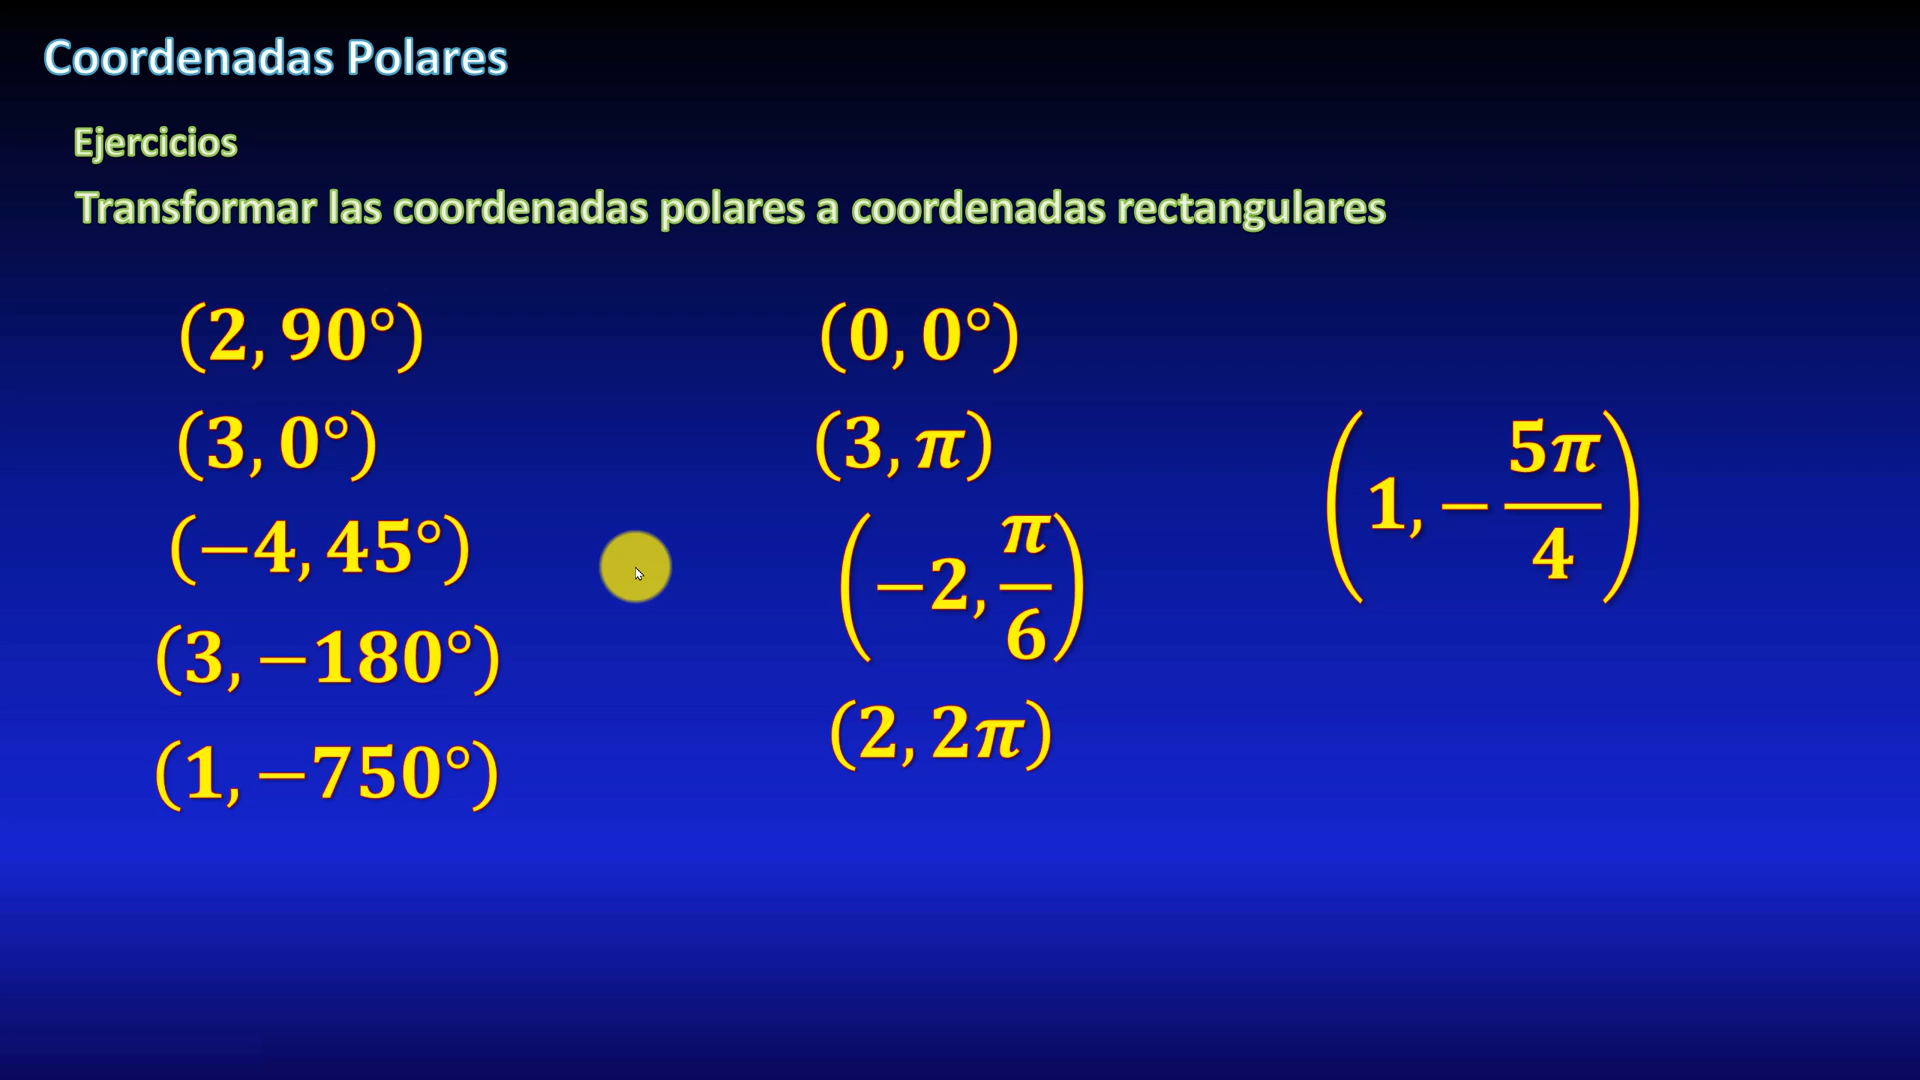 Coordenadas Polares
Ejercicios
Transformar las coordenadas polares a coordenadas rectangulares
(2, 90°)
(3, 0°)
(−4, 45°)
(3, −180°)
(1, −750°)
(0, 0°)
(3, π)
(−2, π/6)
(2, 2π)
(1, −5π/4)